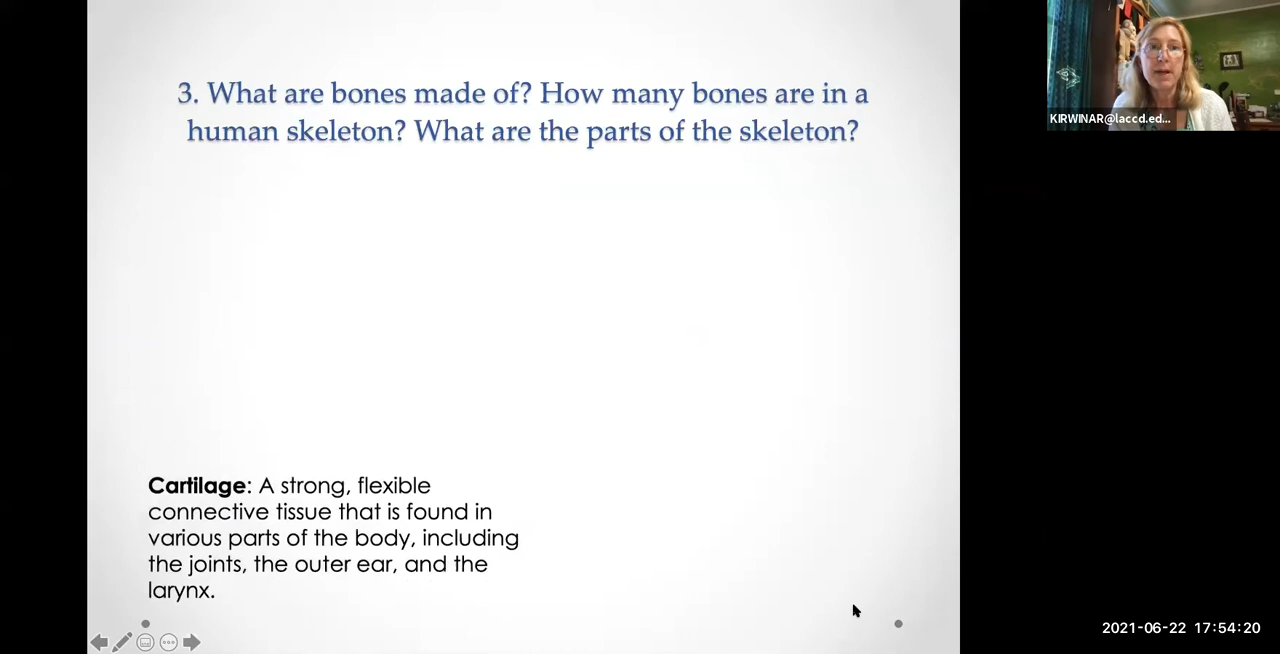 3. What are bones made of? How many bones are in a
human skeleton? What are the parts of the skeleton?
KIRWINAR@laccd.ed...
Cartilage: A strong, flexible
connective tissue that is found in
various parts of the body, including
the joints, the outer ear, and the
larynx.
2021-06-22 17:54:20